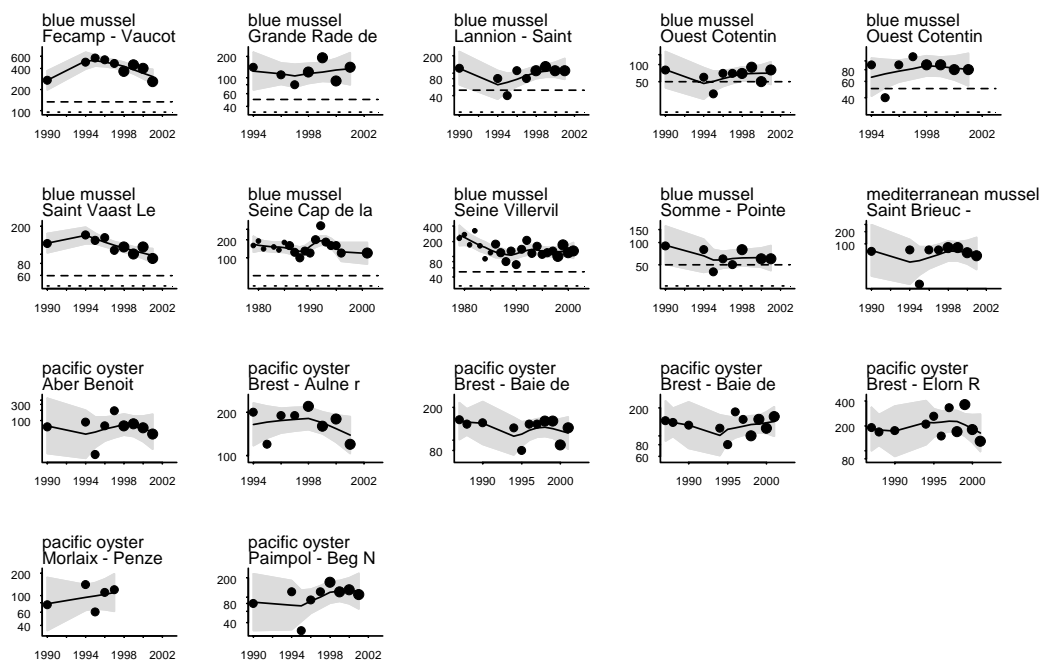 blue mussel
Fecamp - Vaucot
600
400
200
100
1990 1994 1998 2002
blue mussel
Grande Rade de
200
100
60
40
1994 1998 2002
blue mussel
Lannion - Saint
200
100
80
40
1990 1994 1998 2002
blue mussel
Ouest Cotentin
100
50
1990 1994 1998 2002
blue mussel
Ouest Cotentin
80
60
40
1994 1998 2002
blue mussel
Saint Vaast Le
200
100
60
1990 1994 1998 2002
blue mussel
Seine Cap de la
200
100
1980 1990 2000
blue mussel
Seine Villervil
400
200
80
40
1980 1990 2000
blue mussel
Somme - Pointe
150
100
50
1990 1994 1998 2002
mediterranean mussel
Saint Brieuc -
200
100
1990 1994 1998 2002
pacific oyster
Aber Benoit
300
100
1990 1994 1998 2002
pacific oyster
Brest - Aulne r
200
100
1994 1998 2002
pacific oyster
Brest - Baie de
200
80
1990 1995 2000
pacific oyster
Brest - Baie de
200
80
60
1990 1995 2000
pacific oyster
Brest - Elorn R
400
200
80
1990 1995 2000
pacific oyster
Morlaix - Penze
200
100
60
40
1990 1994 1998 2002
pacific oyster
Paimpol - Beg N
200
80
40
1990 1994 1998 2002